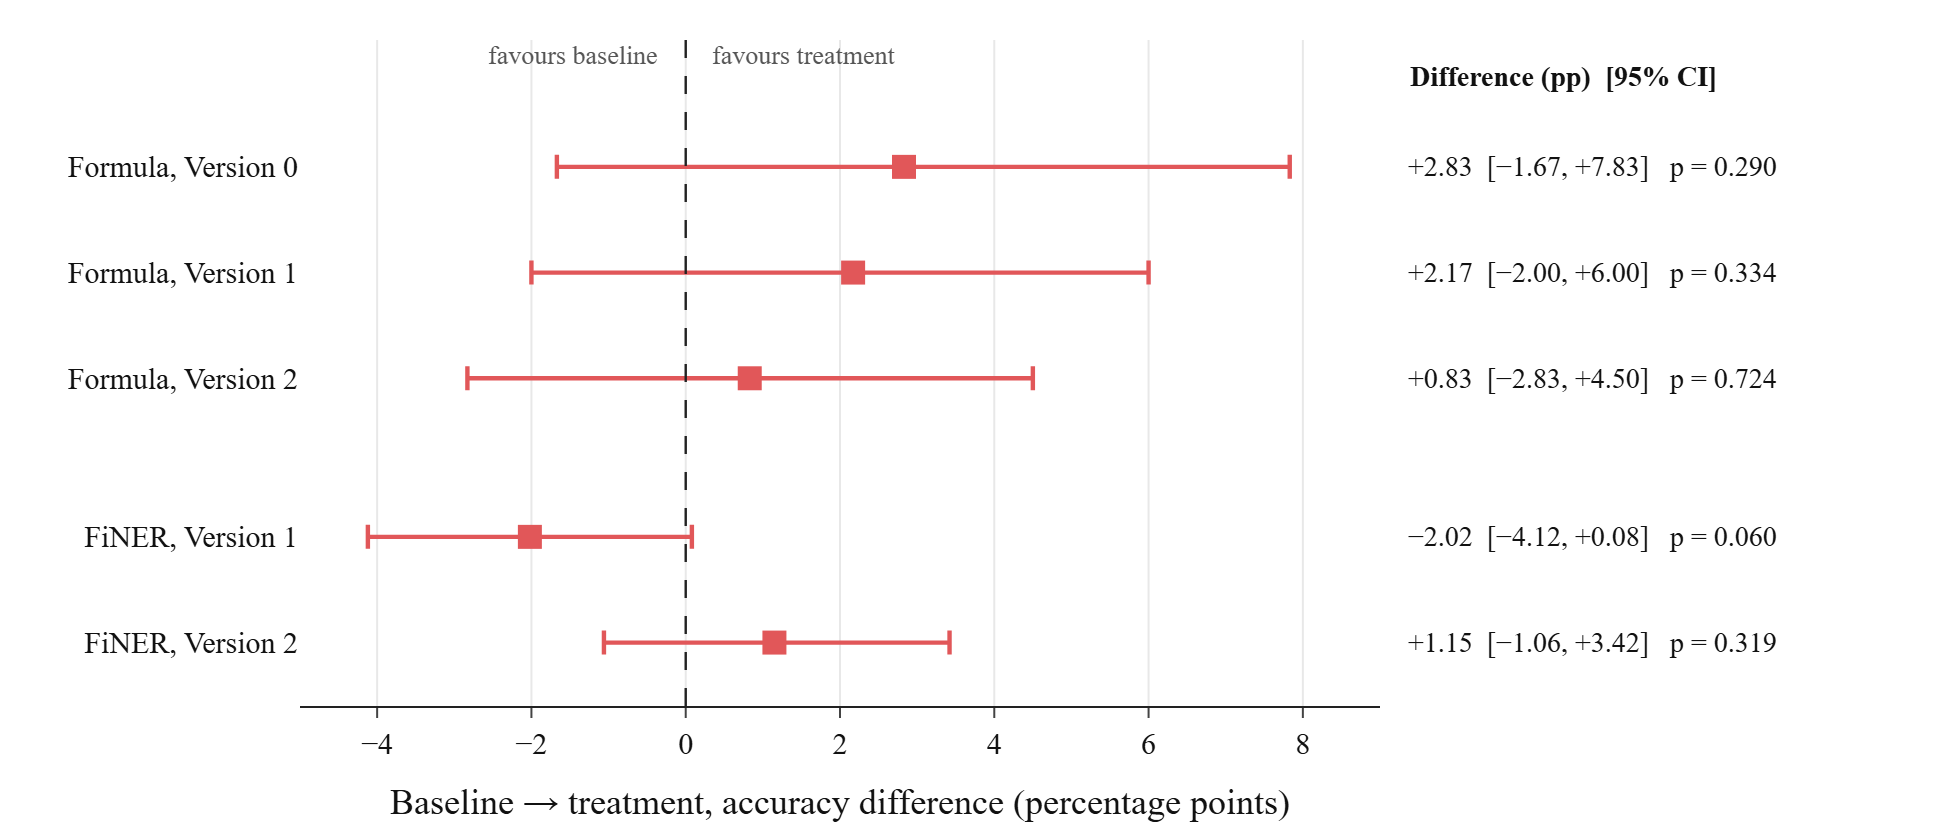 favours baseline favours treatment
Difference (pp) [95% CI]
Formula, Version 0 +2.83 [−1.67, +7.83] p = 0.290
Formula, Version 1 +2.17 [−2.00, +6.00] p = 0.334
Formula, Version 2 +0.83 [−2.83, +4.50] p = 0.724
FiNER, Version 1 −2.02 [−4.12, +0.08] p = 0.060
FiNER, Version 2 +1.15 [−1.06, +3.42] p = 0.319
−4 −2 0 2 4 6 8
Baseline → treatment, accuracy difference (percentage points)